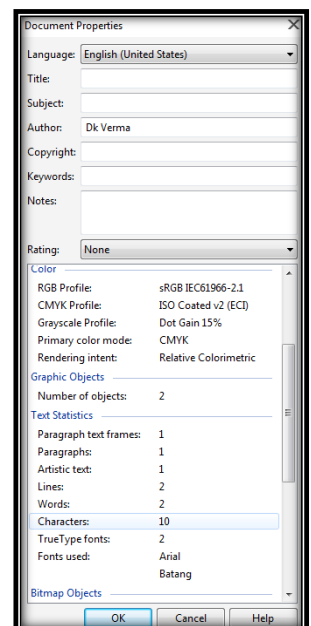 Document Properties
Language: English (United States)
Title:
Subject:
Author: Dk Verma
Copyright:
Keywords:
Notes:
Rating: None
Color
RGB Profile: sRGB IEC61966-2.1
CMYK Profile: ISO Coated v2 (ECI)
Grayscale Profile: Dot Gain 15%
Primary color mode: CMYK
Rendering intent: Relative Colorimetric
Graphic Objects
Number of objects: 2
Text Statistics
Paragraph text frames: 1
Paragraphs: 1
Artistic text: 1
Lines: 2
Words: 2
Characters: 10
TrueType fonts: 2
Fonts used: Arial
Batang
Bitmap Objects
OK Cancel Help